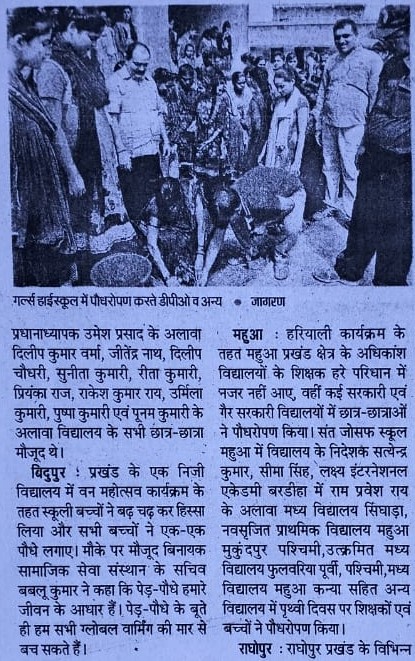 गर्ल्स हाईस्कूल में पौधरोपण करते डीपीओ व अन्य ● जागरण
प्रधानाध्यापक उमेश प्रसाद के अलावा
दिलीप कुमार वर्मा, जीतेंद्र नाथ, दिलीप
चौधरी, सुनीता कुमारी, रीता कुमारी,
प्रियंका राज, राकेश कुमार राय, उर्मिला
कुमारी, पुष्पा कुमारी एवं पूनम कुमारी के
अलावा विद्यालय के सभी छात्र-छात्रा
मौजूद थे।
बिदुपुर : प्रखंड के एक निजी
विद्यालय में वन महोत्सव कार्यक्रम के
तहत स्कूली बच्चों ने बढ़ चढ़ कर हिस्सा
लिया और सभी बच्चों ने एक-एक
पौधे लगाए। मौके पर मौजूद बिनायक
सामाजिक सेवा संस्थान के सचिव
बबलू कुमार ने कहा कि पेड़-पौधे हमारे
जीवन के आधार हैं। पेड़-पौधे के बूते
ही हम सभी ग्लोबल वार्मिंग की मार से
बच सकते हैं।
महुआ : हरियाली कार्यक्रम के
तहत महुआ प्रखंड क्षेत्र के अधिकांश
विद्यालयों के शिक्षक हरे परिधान में
नजर नहीं आए, वहीं कई सरकारी एवं
गैर सरकारी विद्यालयों में छात्र-छात्राओं
ने पौधरोपण किया। संत जोसफ स्कूल
महुआ में विद्यालय के निदेशक सत्येन्द्र
कुमार, सीमा सिंह, लक्ष्य इंटरनेशनल
एकेडमी बरडीहा में राम प्रवेश राय
के अलावा मध्य विद्यालय सिंघाड़ा,
नवसृजित प्राथमिक विद्यालय महुआ
मुकुंदपुर पश्चिमी,उत्क्रमित मध्य
विद्यालय फुलवरिया पूर्वी, पश्चिमी,मध्य
विद्यालय महुआ कन्या सहित अन्य
विद्यालय में पृथ्वी दिवस पर शिक्षकों एवं
बच्चों ने पौधरोपण किया।
राघोपुर : राघोपुर प्रखंड के विभिन्न